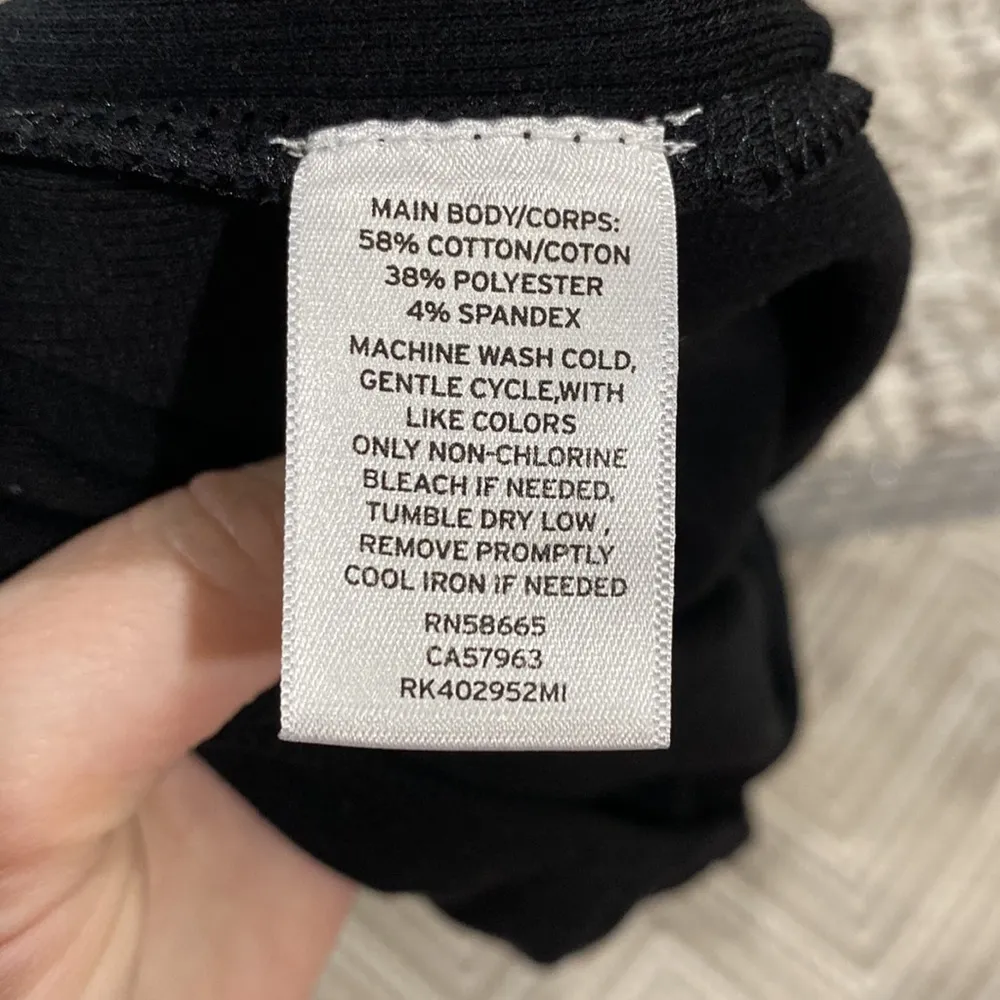 MAIN BODY/CORPS:
58% COTTON/COTON
38% POLYESTER
4% SPANDEX
MACHINE WASH COLD,
GENTLE CYCLE,WITH
LIKE COLORS
ONLY NON-CHLORINE
BLEACH IF NEEDED.
TUMBLE DRY LOW ,
REMOVE PROMPTLY
COOL IRON IF NEEDED
RN58665
CA57963
RK402952MI